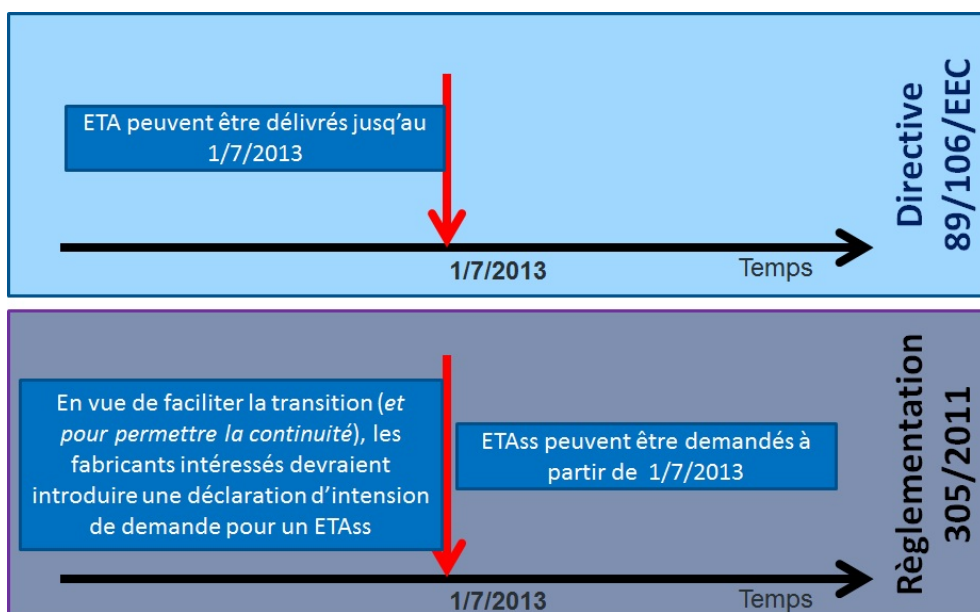 ETA peuvent être délivrés jusqu'au
1/7/2013
1/7/2013
Temps
Directive
89/106/EEC
En vue de faciliter la transition (et
pour permettre la continuité), les
fabricants intéressés devraient
introduire une déclaration d'intension
de demande pour un ETAss
ETAss peuvent être demandés à
partir de 1/7/2013
1/7/2013
Temps
Règlementation
305/2011